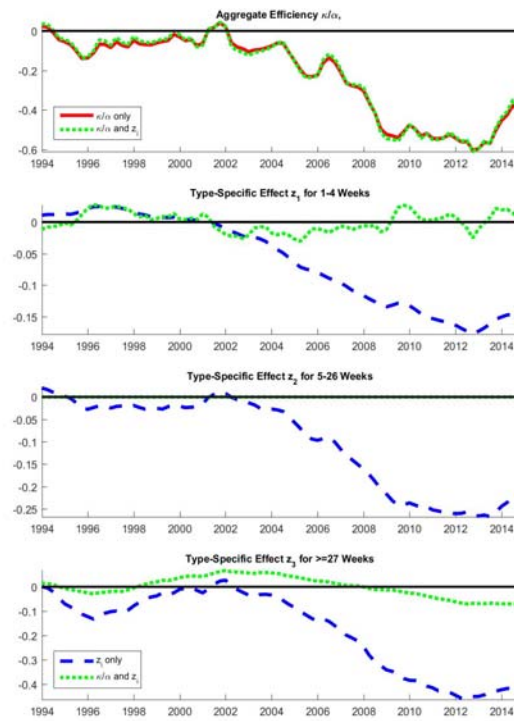 Aggregate Efficiency κ/α,
0
-0.2
-0.4
-0.6
κ/α only
κ/α and zᵢ
1994 1996 1998 2000 2002 2004 2006 2008 2010 2012 2014
Type-Specific Effect z₁ for 1-4 Weeks
0
-0.05
-0.1
-0.15
1994 1996 1998 2000 2002 2004 2006 2008 2010 2012 2014
Type-Specific Effect z₂ for 5-26 Weeks
0
-0.05
-0.1
-0.15
-0.2
-0.25
1994 1996 1998 2000 2002 2004 2006 2008 2010 2012 2014
Type-Specific Effect z₃ for >=27 Weeks
0
-0.1
-0.2
-0.3
-0.4
zᵢ only
κ/α and zᵢ
1994 1996 1998 2000 2002 2004 2006 2008 2010 2012 2014